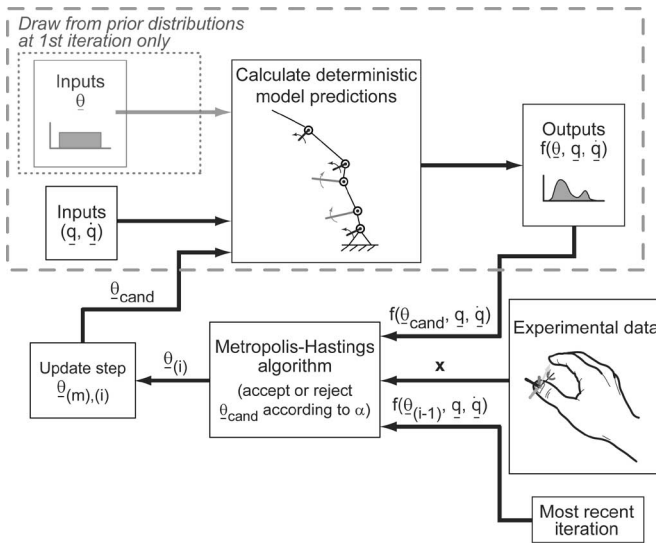 Draw from prior distributions
at 1st iteration only
Inputs
θ
Calculate deterministic
model predictions
Outputs
f(θ, q, q̇)
Inputs
(q, q̇)
θcand
f(θcand, q, q̇)
Experimental data
Update step
θ(m),(i)
θ(i)
Metropolis-Hastings
algorithm
(accept or reject
θcand according to α)
x
f(θ(i-1), q, q̇)
Most recent
iteration